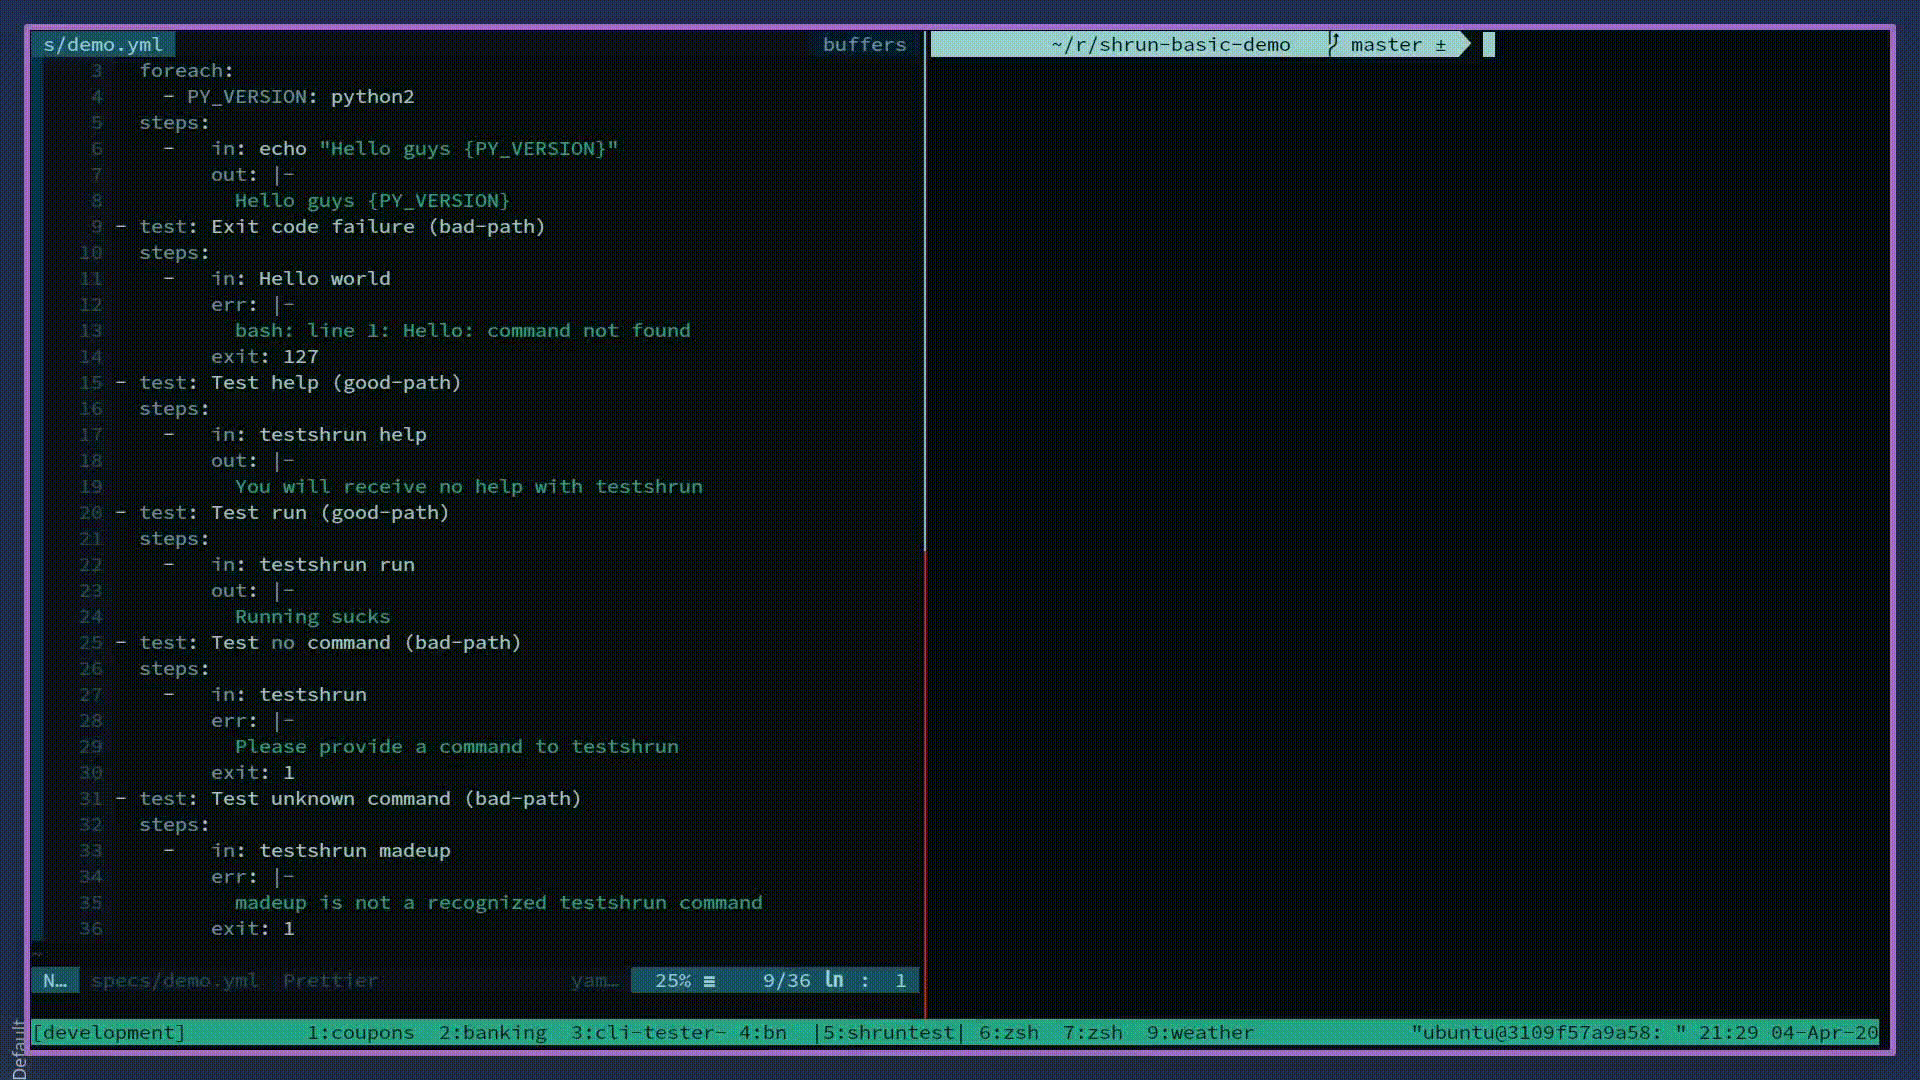 s/demo.yml buffers
3 foreach:
4 - PY_VERSION: python2
5 steps:
6 - in: echo "Hello guys {PY_VERSION}"
7 out: |-
8 Hello guys {PY_VERSION}
9 - test: Exit code failure (bad-path)
10 steps:
11 - in: Hello world
12 err: |-
13 bash: line 1: Hello: command not found
14 exit: 127
15 - test: Test help (good-path)
16 steps:
17 - in: testshrun help
18 out: |-
19 You will receive no help with testshrun
20 - test: Test run (good-path)
21 steps:
22 - in: testshrun run
23 out: |-
24 Running sucks
25 - test: Test no command (bad-path)
26 steps:
27 - in: testshrun
28 err: |-
29 Please provide a command to testshrun
30 exit: 1
31 - test: Test unknown command (bad-path)
32 steps:
33 - in: testshrun madeup
34 err: |-
35 madeup is not a recognized testshrun command
36 exit: 1
~
N… specs/demo.yml Prettier yam… 25% ≡ 9/36 ln : 1
~/r/shrun-basic-demo master ±
[development] 1:coupons 2:banking 3:cli-tester- 4:bn |5:shruntest| 6:zsh 7:zsh 9:weather "ubuntu@3109f57a9a58: " 21:29 04-Apr-20
Default